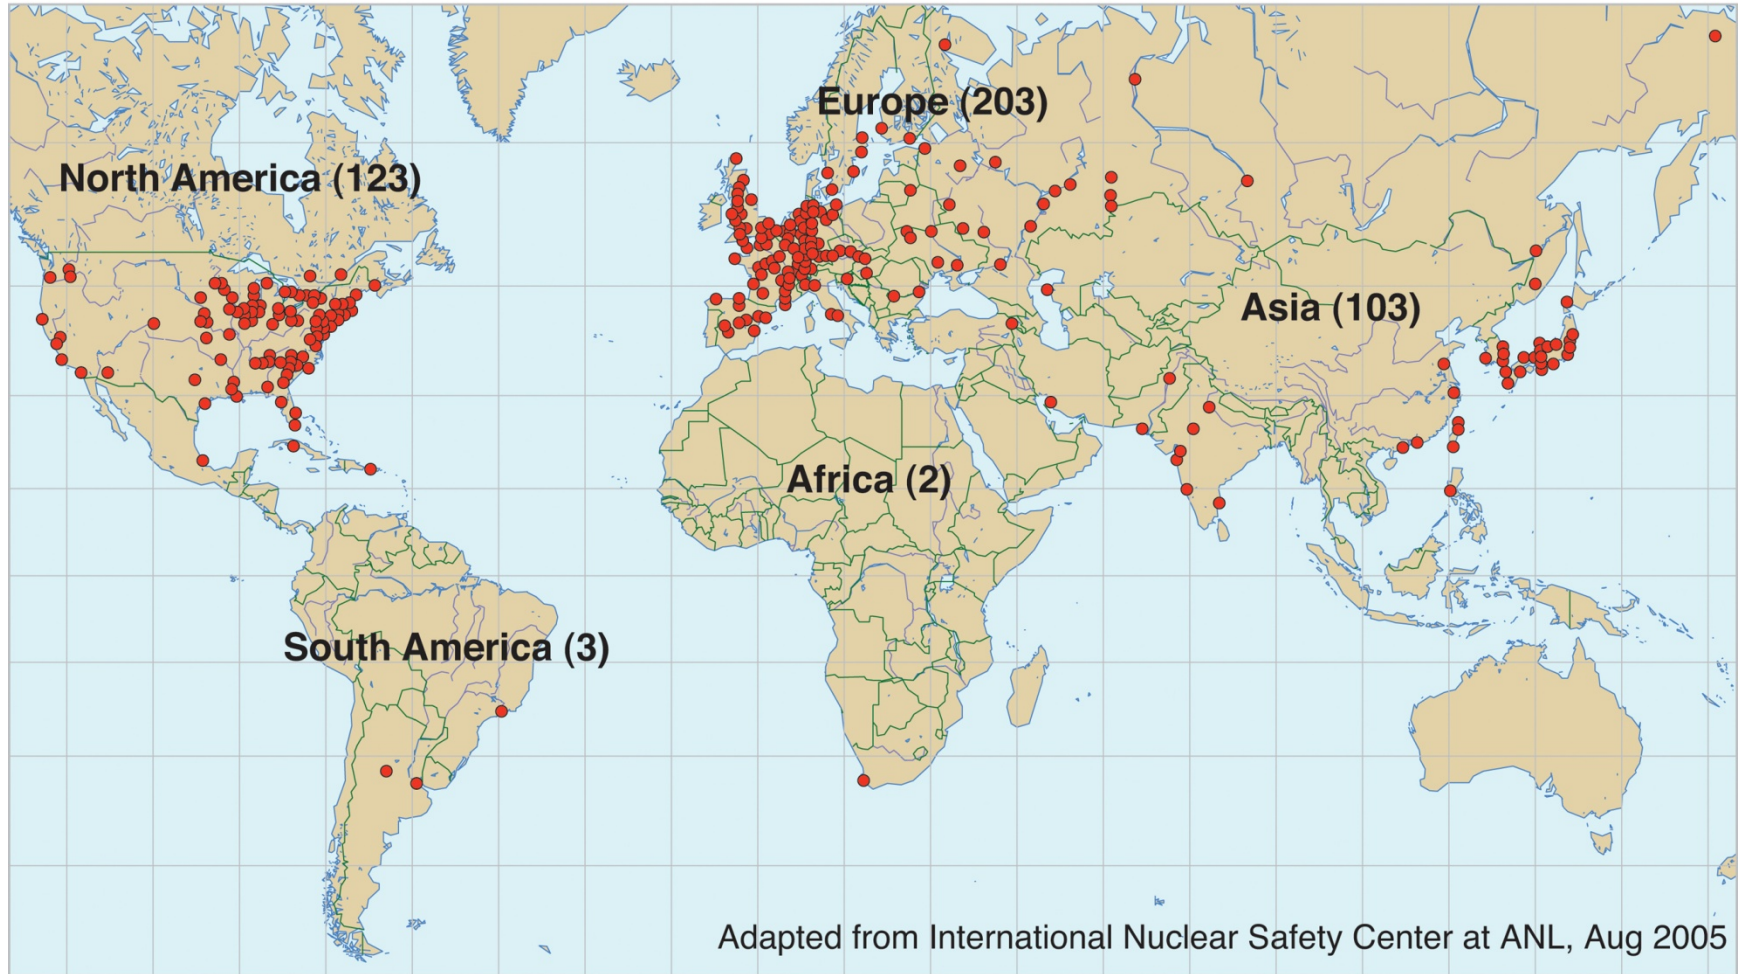 Europe (203)
North America (123)
Asia (103)
Africa (2)
South America (3)
Adapted from International Nuclear Safety Center at ANL, Aug 2005